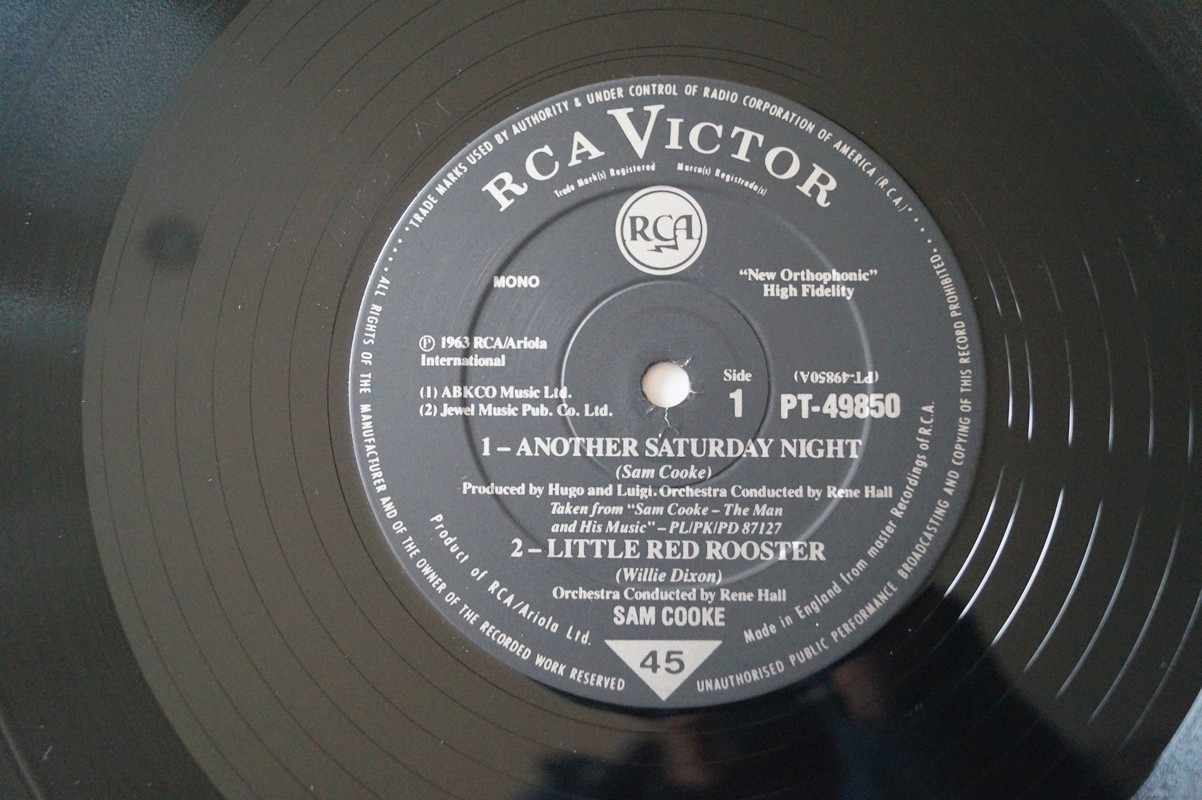 "TRADE MARKS USED BY AUTHORITY & UNDER CONTROL OF RADIO CORPORATION OF AMERICA (R.C.A.)"
RCA VICTOR
Trade Mark(s) Registered Marca(s) Registrada(s)
RCA
MONO
"New Orthophonic"
High Fidelity
Ⓟ 1963 RCA/Ariola
International
(1) ABKCO Music Ltd.
(2) Jewel Music Pub. Co. Ltd.
Side
1
(PT-49850A)
PT-49850
1 – ANOTHER SATURDAY NIGHT
(Sam Cooke)
Produced by Hugo and Luigi. Orchestra Conducted by Rene Hall
Taken from "Sam Cooke – The Man
and His Music" – PL/PK/PD 87127
2 – LITTLE RED ROOSTER
(Willie Dixon)
Orchestra Conducted by Rene Hall
SAM COOKE
45
Product of RCA/Ariola Ltd.
Made in England from master Recordings of R.C.A.
ALL RIGHTS OF THE MANUFACTURER AND OF THE OWNER OF THE RECORDED WORK RESERVED
UNAUTHORISED PUBLIC PERFORMANCE BROADCASTING AND COPYING OF THIS RECORD PROHIBITED